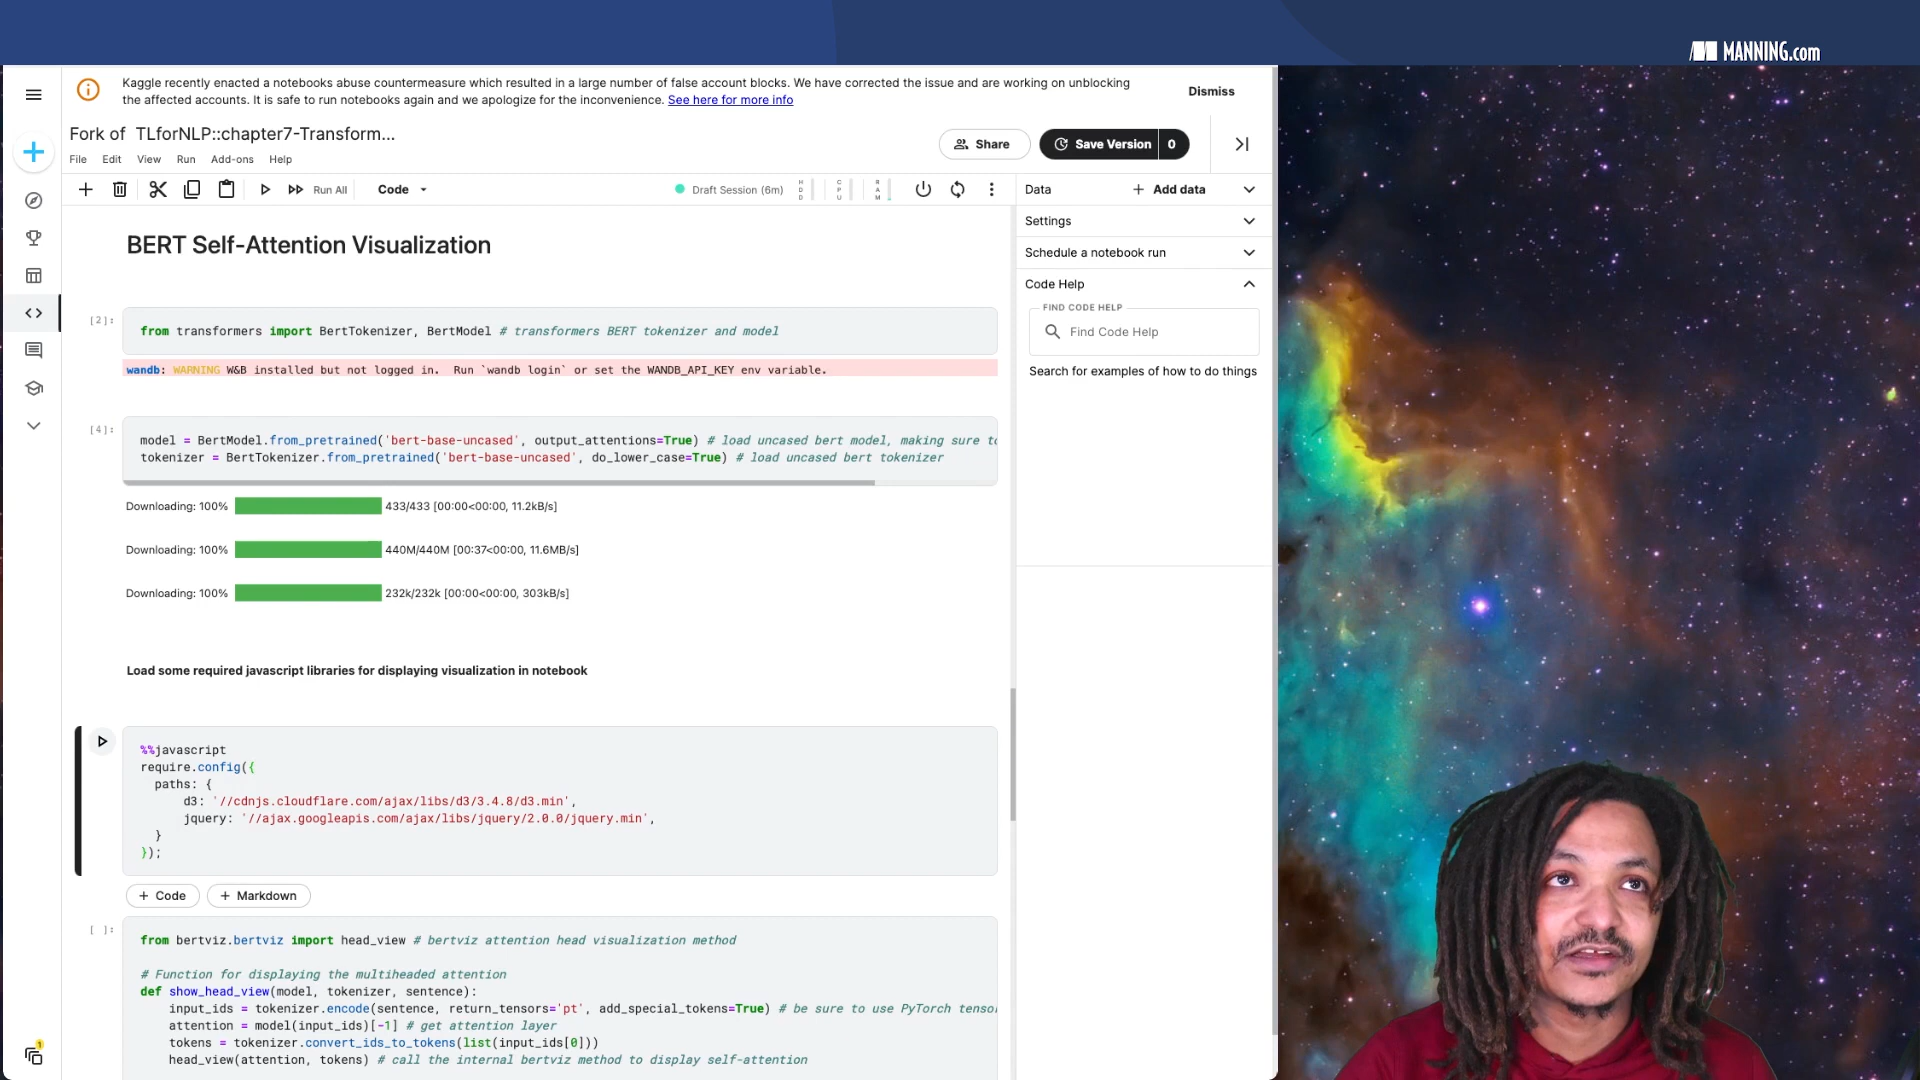 MANNING.com
Kaggle recently enacted a notebooks abuse countermeasure which resulted in a large number of false account blocks. We have corrected the issue and are working on unblocking
the affected accounts. It is safe to run notebooks again and we apologize for the inconvenience. See here for more info
Dismiss
Fork of TLforNLP::chapter7-Transform...
File Edit View Run Add-ons Help
Share
Save Version 0
Run All
Code
Draft Session (6m)
HDD
CPU
RAM
Data
+ Add data
Settings
Schedule a notebook run
Code Help
FIND CODE HELP
Find Code Help
Search for examples of how to do things
BERT Self-Attention Visualization
[2]:
from transformers import BertTokenizer, BertModel # transformers BERT tokenizer and model
wandb: WARNING W&B installed but not logged in.  Run `wandb login` or set the WANDB_API_KEY env variable.
[4]:
model = BertModel.from_pretrained('bert-base-uncased', output_attentions=True) # load uncased bert model, making sure to
tokenizer = BertTokenizer.from_pretrained('bert-base-uncased', do_lower_case=True) # load uncased bert tokenizer
Downloading: 100% 433/433 [00:00<00:00, 11.2kB/s]
Downloading: 100% 440M/440M [00:37<00:00, 11.6MB/s]
Downloading: 100% 232k/232k [00:00<00:00, 303kB/s]
Load some required javascript libraries for displaying visualization in notebook
%%javascript
require.config({
paths: {
d3: '//cdnjs.cloudflare.com/ajax/libs/d3/3.4.8/d3.min',
jquery: '//ajax.googleapis.com/ajax/libs/jquery/2.0.0/jquery.min',
}
});
+ Code
+ Markdown
[ ]:
from bertviz.bertviz import head_view # bertviz attention head visualization method
# Function for displaying the multiheaded attention
def show_head_view(model, tokenizer, sentence):
input_ids = tokenizer.encode(sentence, return_tensors='pt', add_special_tokens=True) # be sure to use PyTorch tensor
attention = model(input_ids)[-1] # get attention layer
tokens = tokenizer.convert_ids_to_tokens(list(input_ids[0]))
head_view(attention, tokens) # call the internal bertviz method to display self-attention
1